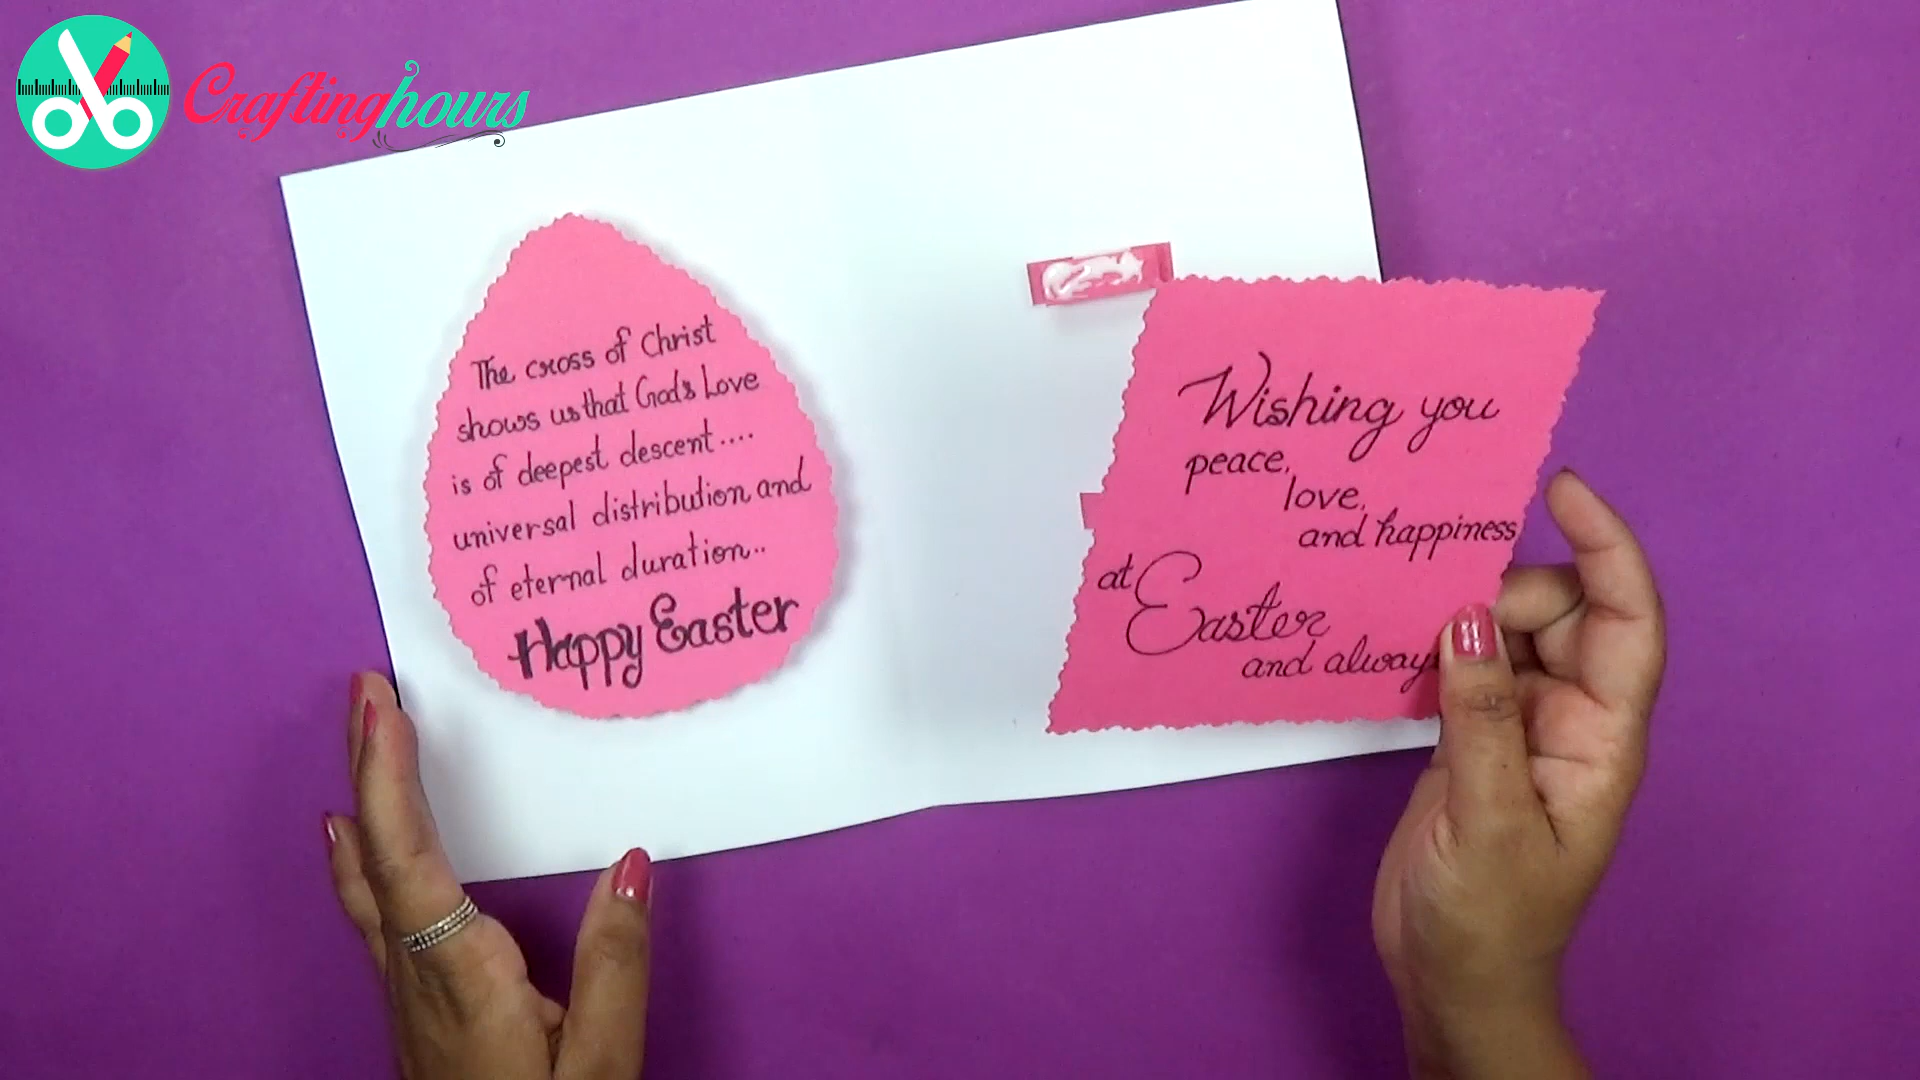 Craftinghours
The cross of Christ
shows us that God's Love
is of deepest descent....
universal distribution and
of eternal duration..
Happy Easter
Wishing you
peace,
love,
and happiness
at Easter
and always